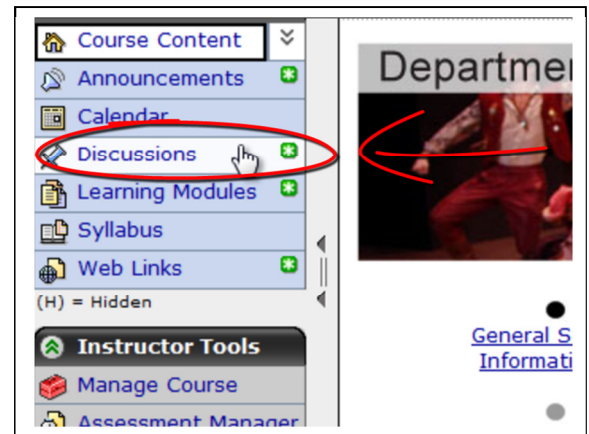 Course Content
Announcements
Calendar
Discussions
Learning Modules
Syllabus
Web Links
(H) = Hidden
Instructor Tools
Manage Course
Assessment Manager
Departme
General S
Informati